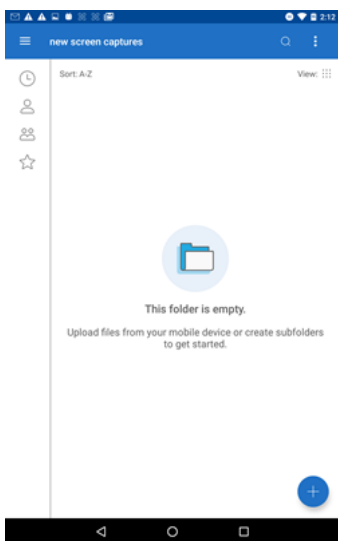 2:12
new screen captures
Sort: A-Z View:
This folder is empty.
Upload files from your mobile device or create subfolders
to get started.